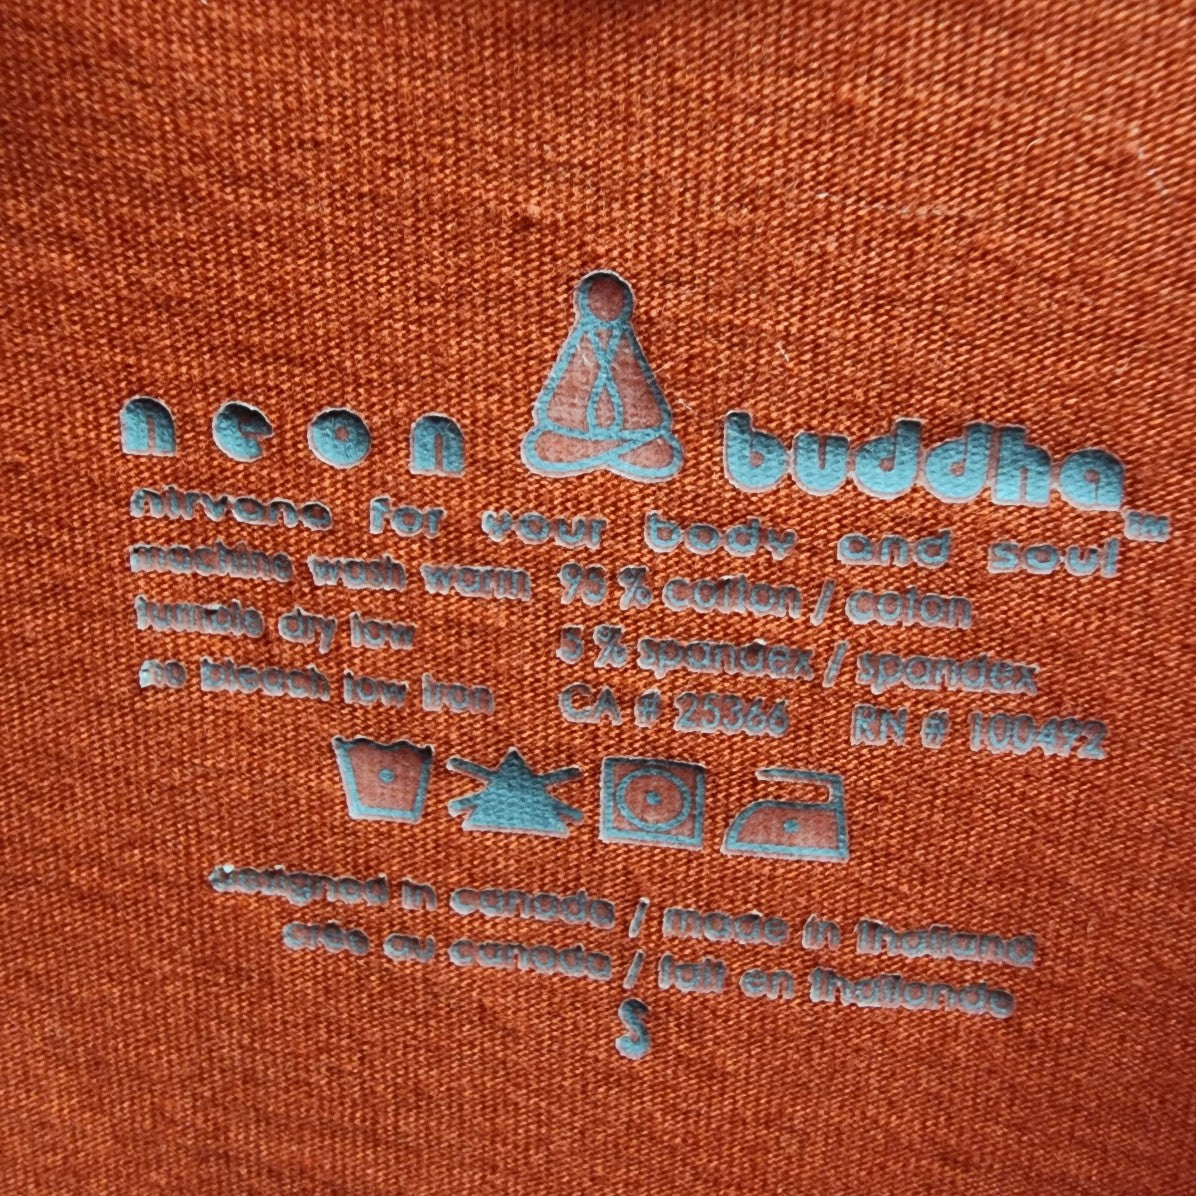 neon buddha™
nirvana for your body and soul
machine wash warm 95 % cotton / coton
tumble dry low 5 % spandex / spandex
no bleach low iron CA # 25366 RN # 100492
designed in canada / made in thailand
crée au canada / fait en thaïlande
S